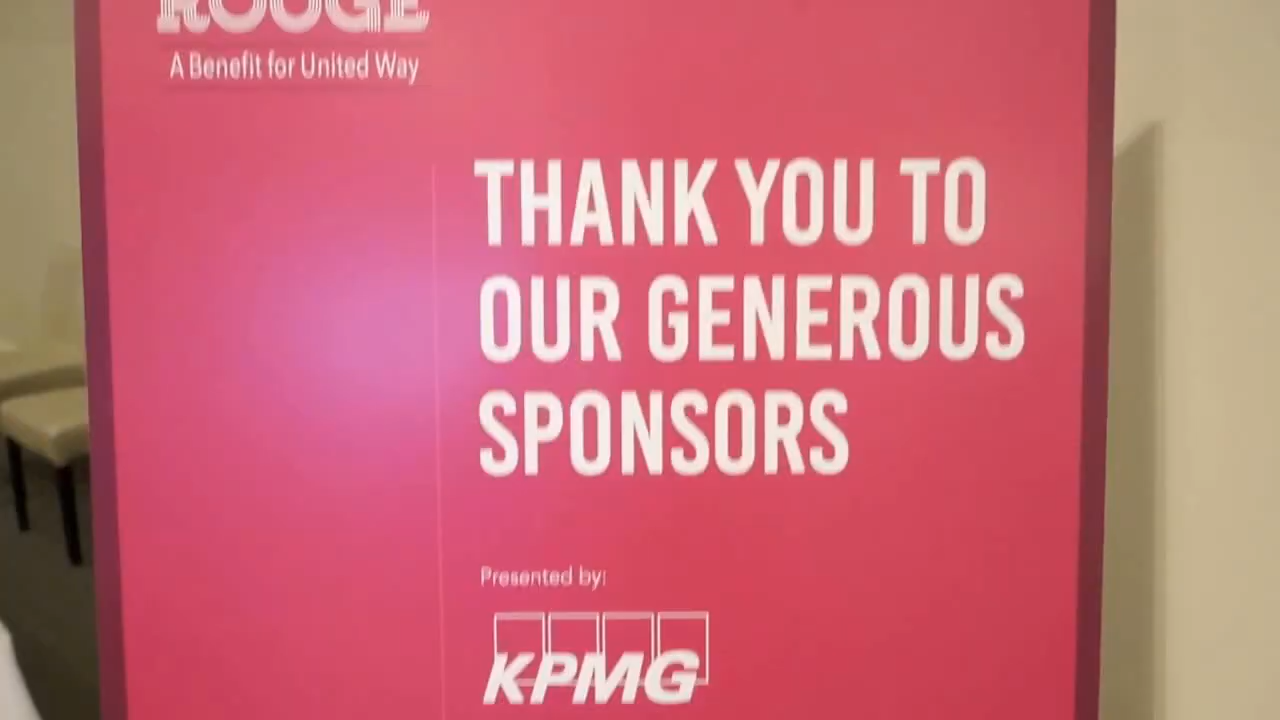 ROUGE
A Benefit for United Way
THANK YOU TO
OUR GENEROUS
SPONSORS
Presented by:
KPMG